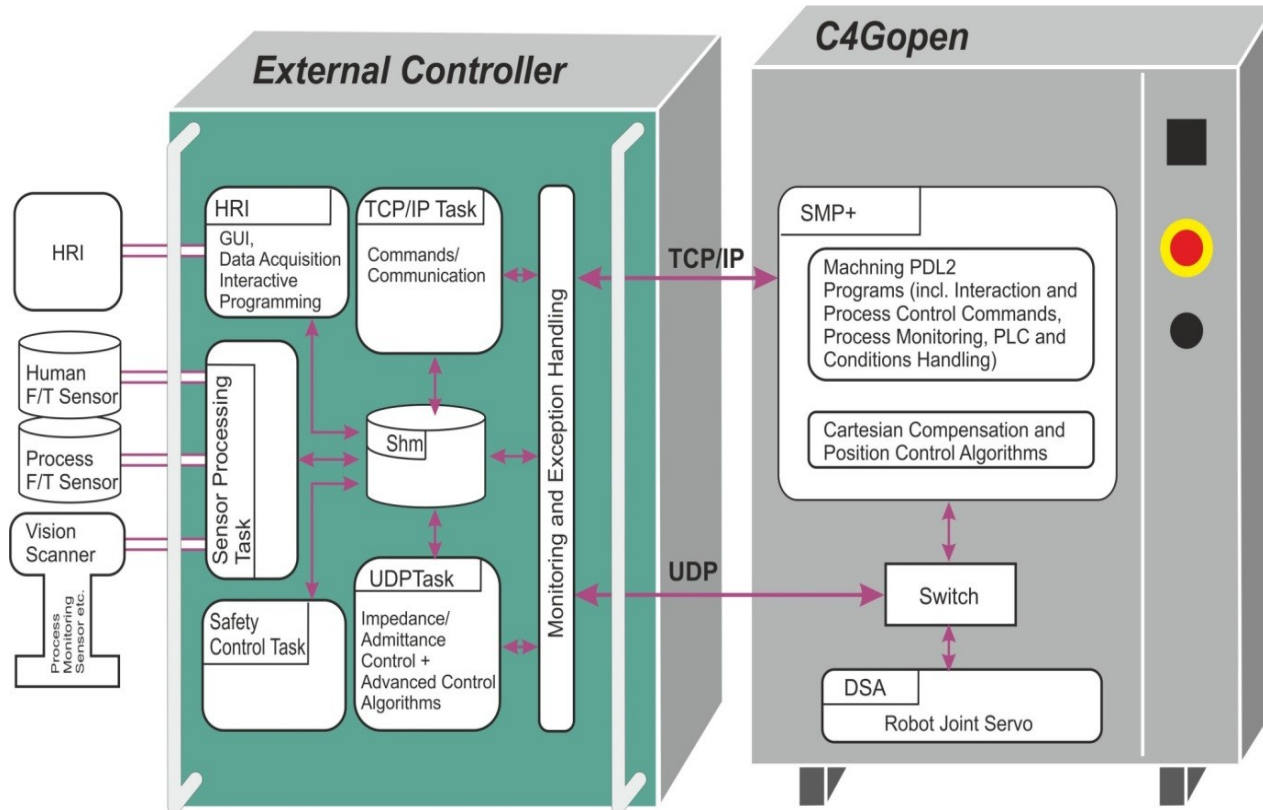 External Controller
C4Gopen
HRI
Human
F/T Sensor
Process
F/T Sensor
Vision
Scanner
Process
Monitoring
Sensor etc.
HRI
GUI,
Data Acquisition
Interactive
Programming
TCP/IP Task
Commands/
Communication
Sensor Processing
Task
Shm
Safety
Control Task
UDPTask
Impedance/
Admittance
Control +
Advanced Control
Algorithms
Monitoring and Exception Handling
TCP/IP
UDP
SMP+
Machning PDL2
Programs (incl. Interaction and
Process Control Commands,
Process Monitoring, PLC and
Conditions Handling)
Cartesian Compensation and
Position Control Algorithms
Switch
DSA
Robot Joint Servo